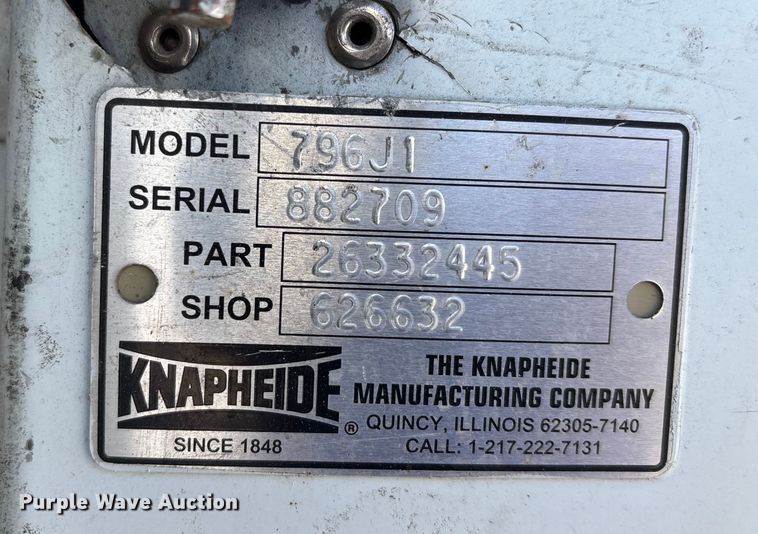 MODEL 796J1
SERIAL 882709
PART 26332445
SHOP 626632
KNAPHEIDE ®
SINCE 1848
THE KNAPHEIDE
MANUFACTURING COMPANY
QUINCY, ILLINOIS 62305-7140
CALL: 1-217-222-7131
Purple Wave Auction